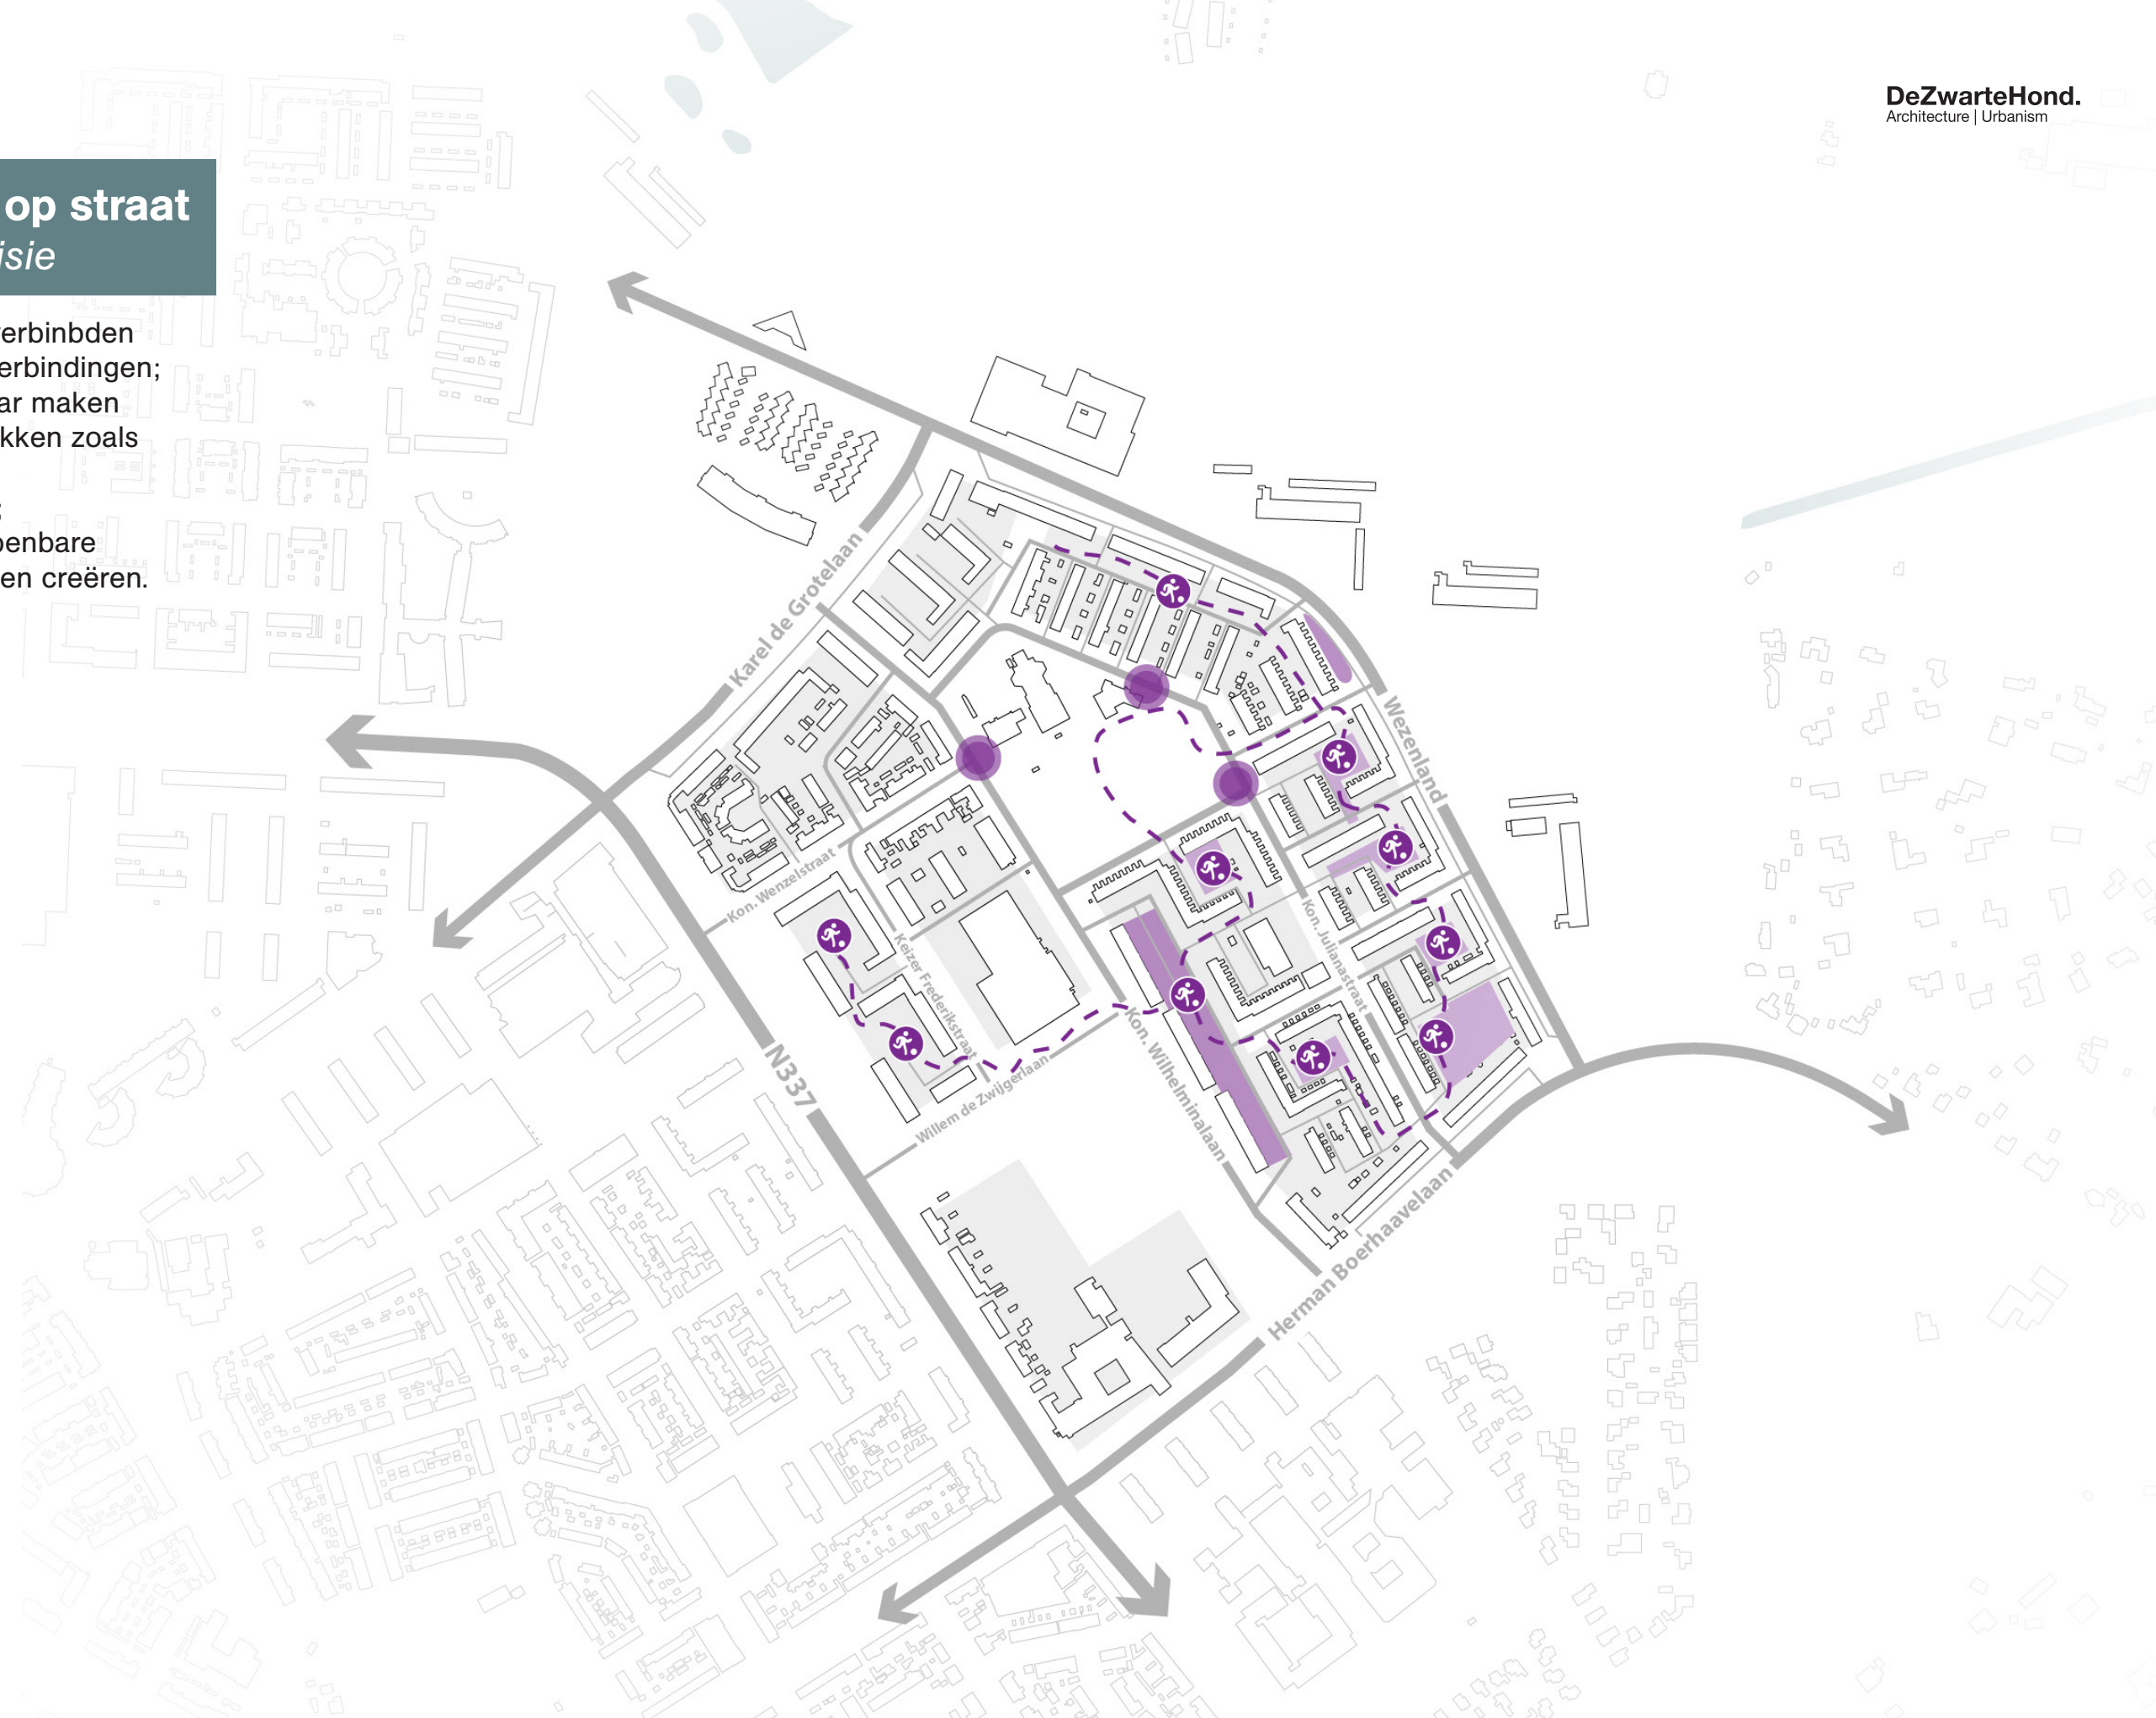 DeZwarteHond.
Architecture | Urbanism
op straat
isie
erbinbden
erbindingen;
ar maken
kken zoals
;
enbare
en creëren.
Karel de Grotelaan
Wezenland
Kon. Wenzelstraat
Keizer Frederikstraat
Kon. Julianastraat
N337
Willem de Zwijgerlaan
Kon. Wilhelminalaan
Herman Boerhaavelaan